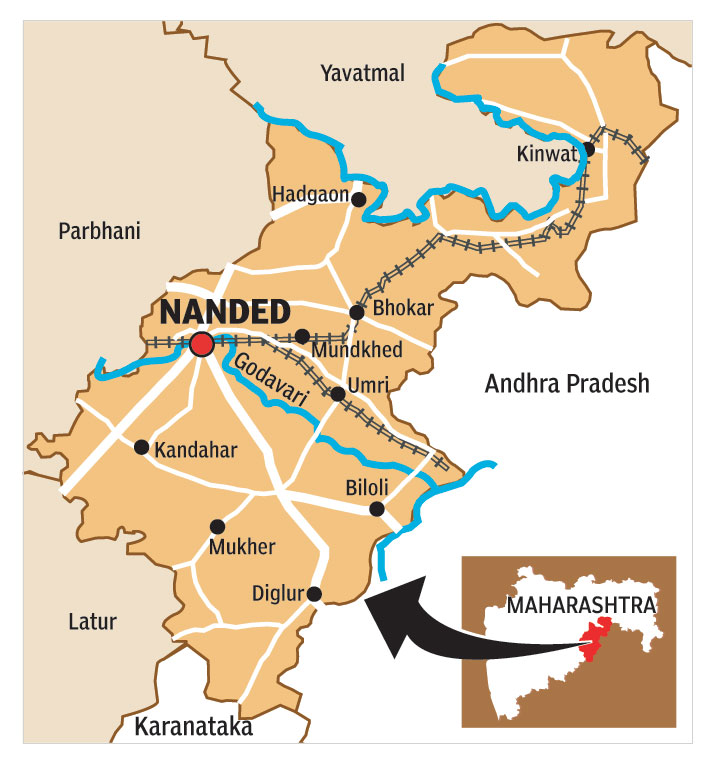 Yavatmal
Kinwat
Hadgaon
Parbhani
NANDED
Bhokar
Mundkhed
Godavari
Umri
Andhra Pradesh
Kandahar
Biloli
Mukher
Diglur
MAHARASHTRA
Latur
Karanataka